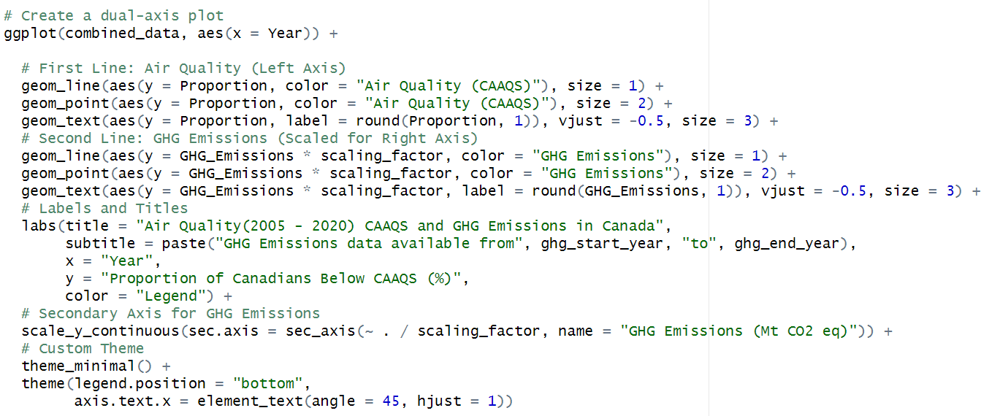 # Create a dual-axis plot
ggplot(combined_data, aes(x = Year)) +
# First Line: Air Quality (Left Axis)
geom_line(aes(y = Proportion, color = "Air Quality (CAAQS)"), size = 1) +
geom_point(aes(y = Proportion, color = "Air Quality (CAAQS)"), size = 2) +
geom_text(aes(y = Proportion, label = round(Proportion, 1)), vjust = -0.5, size = 3) +
# Second Line: GHG Emissions (Scaled for Right Axis)
geom_line(aes(y = GHG_Emissions * scaling_factor, color = "GHG Emissions"), size = 1) +
geom_point(aes(y = GHG_Emissions * scaling_factor, color = "GHG Emissions"), size = 2) +
geom_text(aes(y = GHG_Emissions * scaling_factor, label = round(GHG_Emissions, 1)), vjust = -0.5, size = 3) +
# Labels and Titles
labs(title = "Air Quality(2005 - 2020) CAAQS and GHG Emissions in Canada",
subtitle = paste("GHG Emissions data available from", ghg_start_year, "to", ghg_end_year),
x = "Year",
y = "Proportion of Canadians Below CAAQS (%)",
color = "Legend") +
# Secondary Axis for GHG Emissions
scale_y_continuous(sec.axis = sec_axis(~ . / scaling_factor, name = "GHG Emissions (Mt CO2 eq)")) +
# Custom Theme
theme_minimal() +
theme(legend.position = "bottom",
axis.text.x = element_text(angle = 45, hjust = 1))